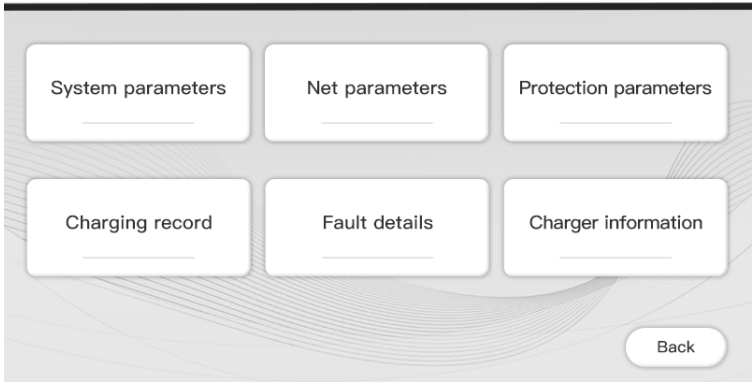 System parameters
Net parameters
Protection parameters
Charging record
Fault details
Charger information
Back